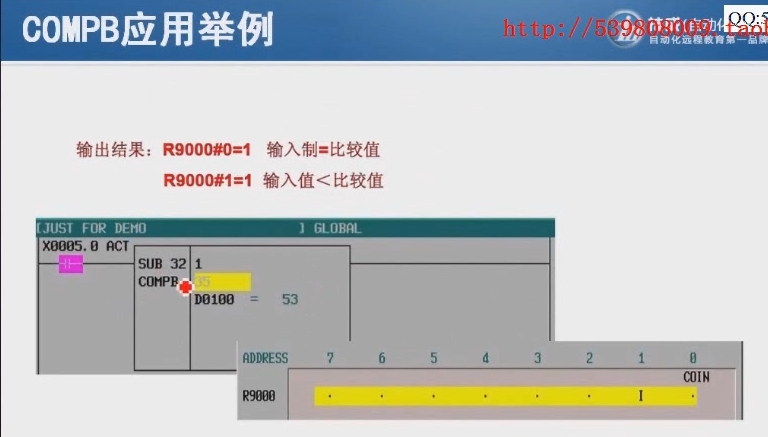 COMPB应用举例
QQ:5
http://539808009.taob
自动化远程教育第一品牌
输出结果: R9000#0=1 输入制=比较值
R9000#1=1 输入值<比较值
[JUST FOR DEMO ] GLOBAL
X0005.0 ACT
SUB 32 1
COMPB 35
D0100 = 53
ADDRESS 7 6 5 4 3 2 1 0
COIN
R9000 . . . . . . I .